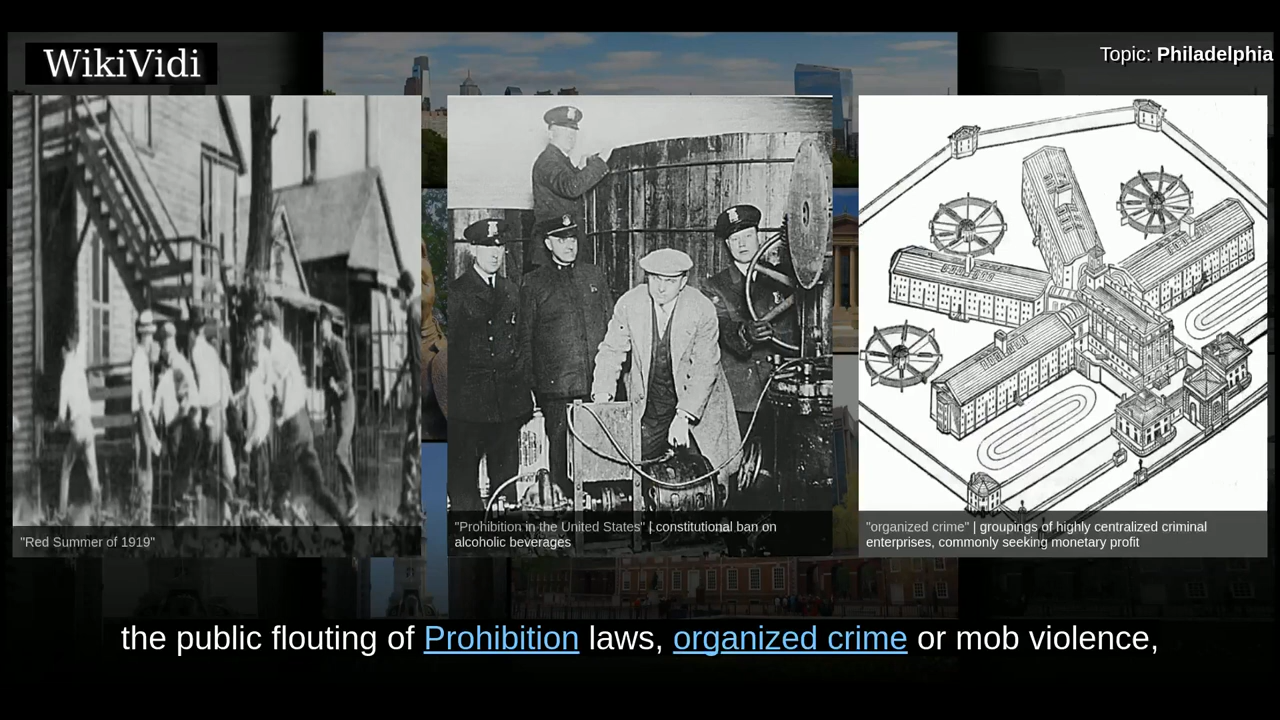 WikiVidi
Topic: Philadelphia
"Red Summer of 1919"
"Prohibition in the United States" | constitutional ban on
alcoholic beverages
"organized crime" | groupings of highly centralized criminal
enterprises, commonly seeking monetary profit
the public flouting of Prohibition laws, organized crime or mob violence,